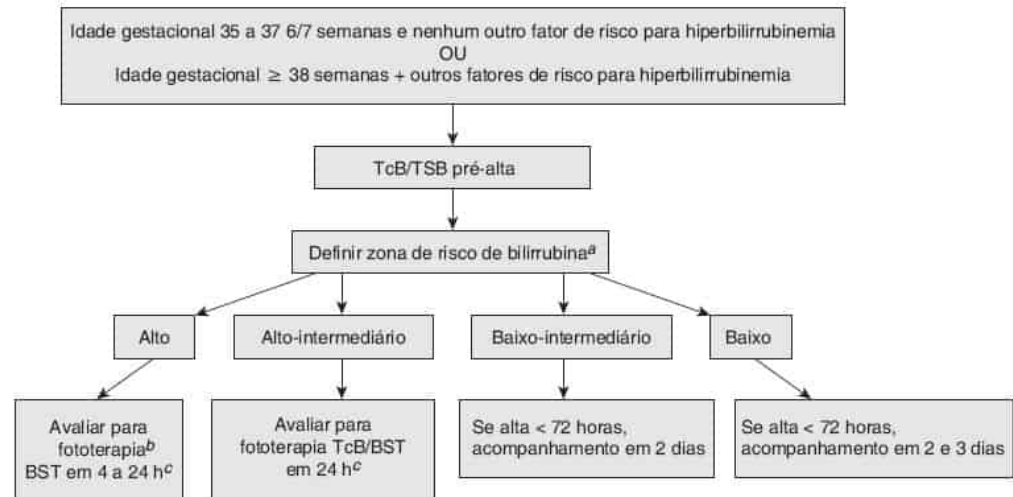 Idade gestacional 35 a 37 6/7 semanas e nenhum outro fator de risco para hiperbilirrubinemia
OU
Idade gestacional ≥ 38 semanas + outros fatores de risco para hiperbilirrubinemia
TcB/TSB pré-alta
Definir zona de risco de bilirrubinaᵃ
Alto
Alto-intermediário
Baixo-intermediário
Baixo
Avaliar para
fototerapiaᵇ
BST em 4 a 24 hᶜ
Avaliar para
fototerapia TcB/BST
em 24 hᶜ
Se alta < 72 horas,
acompanhamento em 2 dias
Se alta < 72 horas,
acompanhamento em 2 e 3 dias